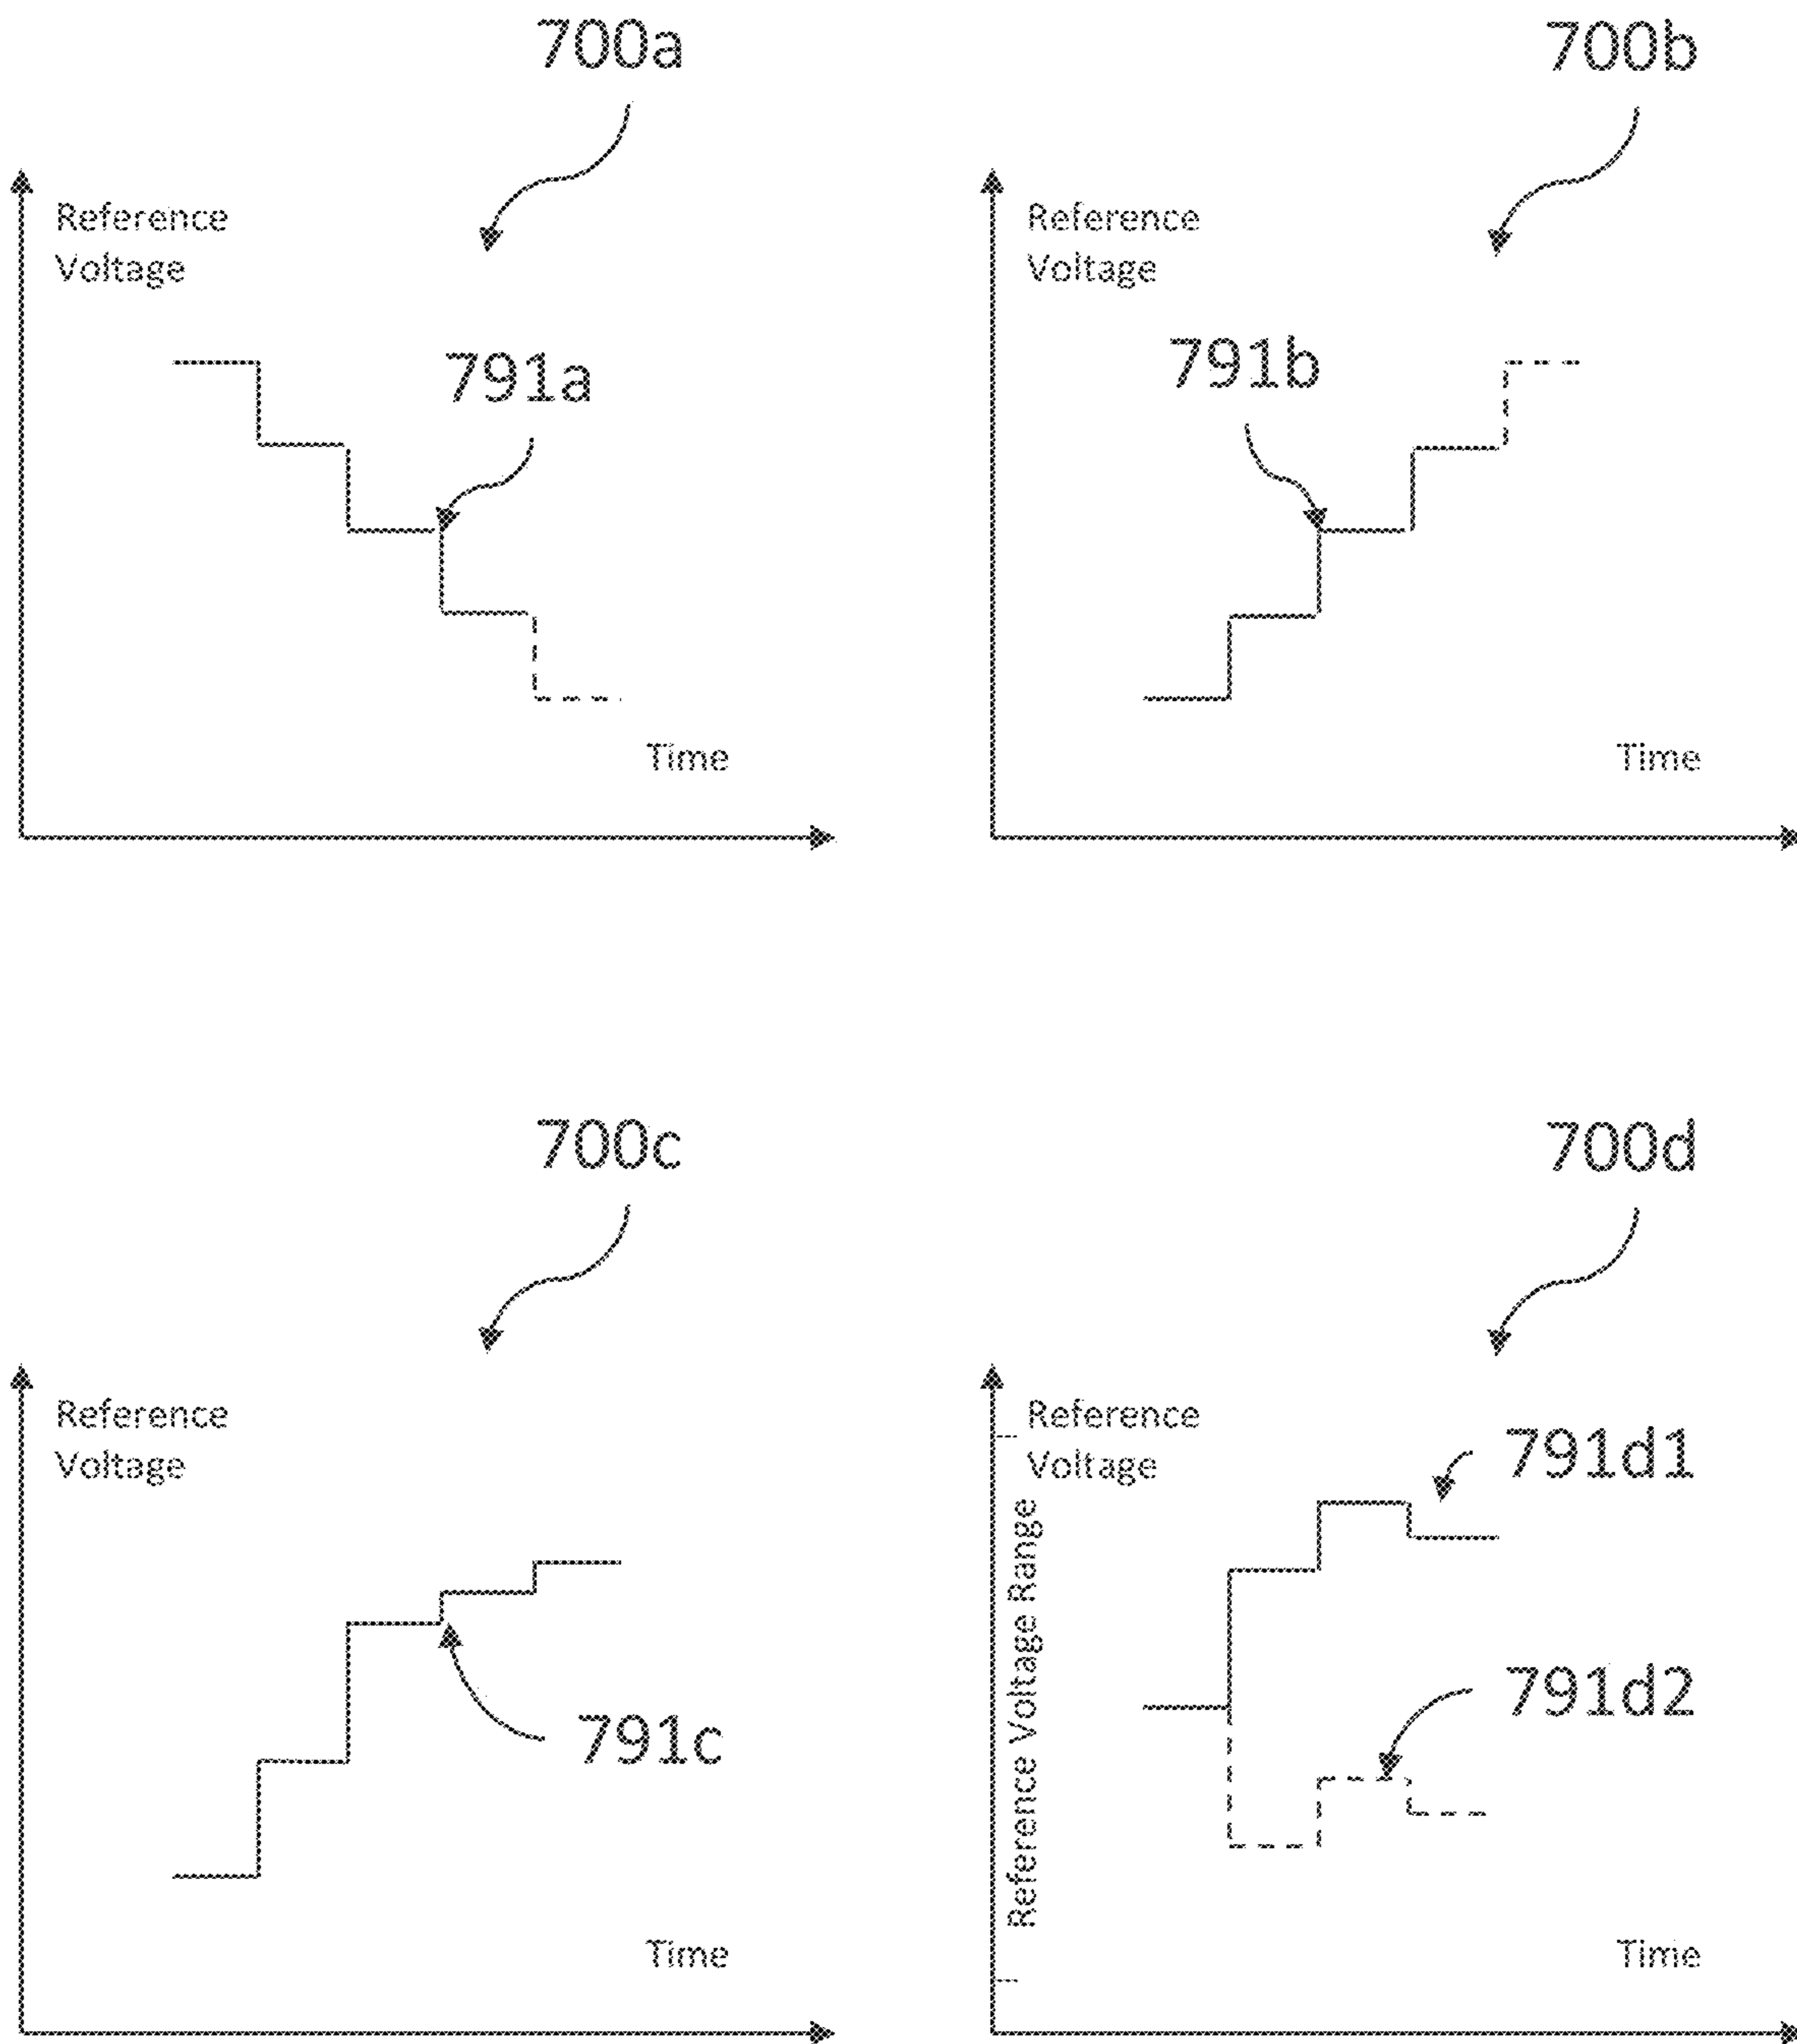 700a
700b
Reference
Voltage
Reference
Voltage
791a
791b
Time
Time
700c
700d
Reference
Voltage
Reference
Voltage
791d1
Reference Voltage Range
791c
791d2
Time
Time